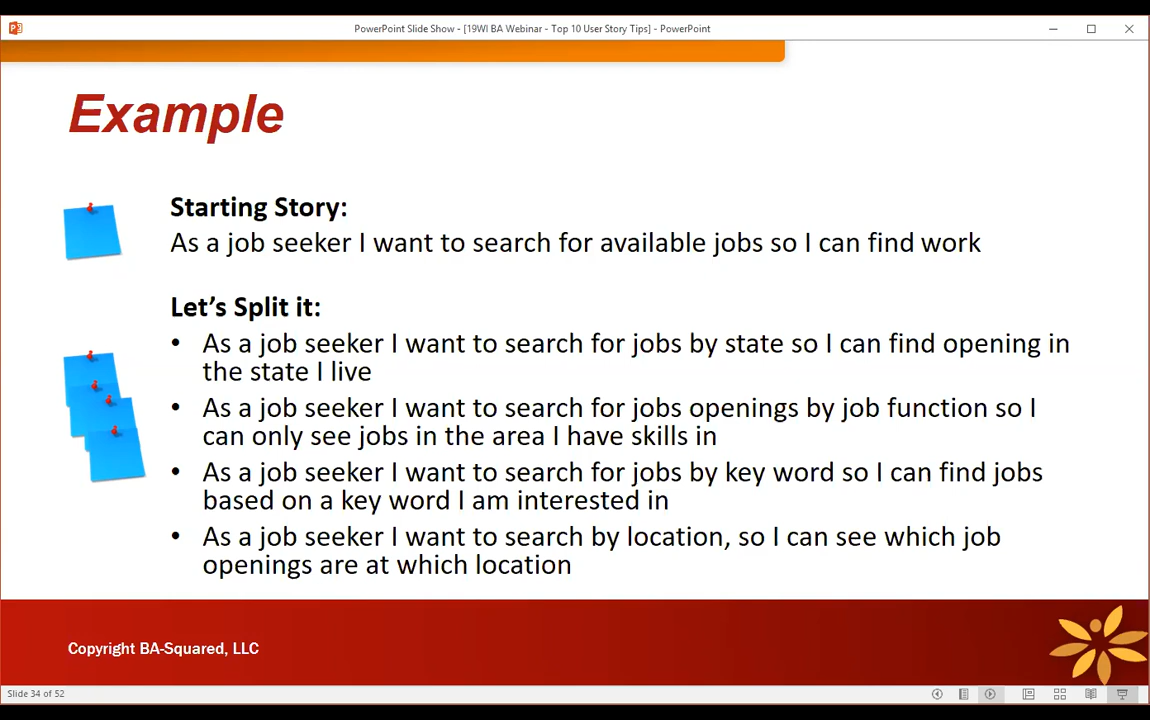 PowerPoint Slide Show - [19WI BA Webinar - Top 10 User Story Tips] - PowerPoint
Example
Starting Story:
As a job seeker I want to search for available jobs so I can find work
Let’s Split it:
• As a job seeker I want to search for jobs by state so I can find opening in
the state I live
• As a job seeker I want to search for jobs openings by job function so I
can only see jobs in the area I have skills in
• As a job seeker I want to search for jobs by key word so I can find jobs
based on a key word I am interested in
• As a job seeker I want to search by location, so I can see which job
openings are at which location
Copyright BA-Squared, LLC
Slide 34 of 52